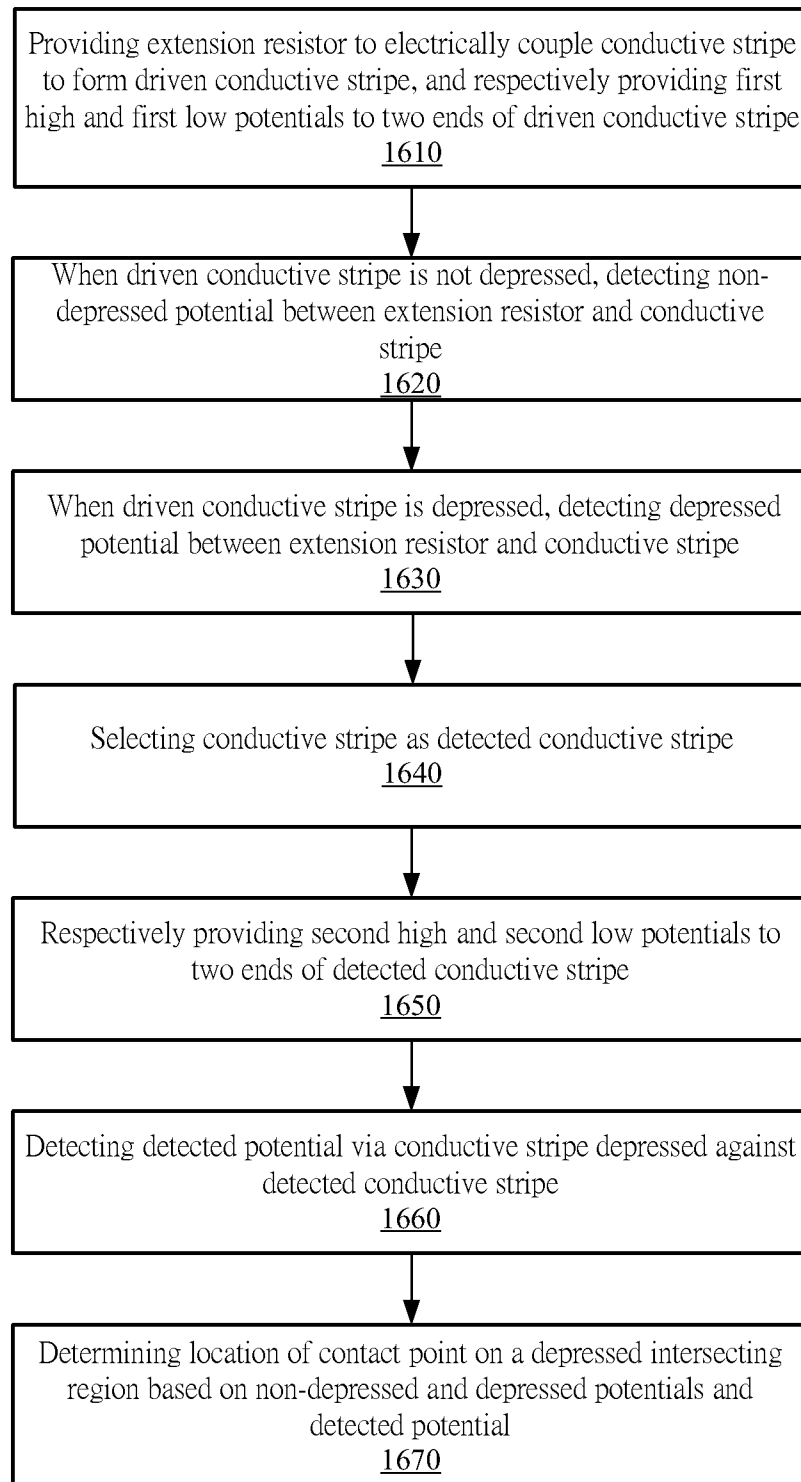 Providing extension resistor to electrically couple conductive stripe
to form driven conductive stripe, and respectively providing first
high and first low potentials to two ends of driven conductive stripe
1610
When driven conductive stripe is not depressed, detecting non-
depressed potential between extension resistor and conductive
stripe
1620
When driven conductive stripe is depressed, detecting depressed
potential between extension resistor and conductive stripe
1630
Selecting conductive stripe as detected conductive stripe
1640
Respectively providing second high and second low potentials to
two ends of detected conductive stripe
1650
Detecting detected potential via conductive stripe depressed against
detected conductive stripe
1660
Determining location of contact point on a depressed intersecting
region based on non-depressed and depressed potentials and
detected potential
1670